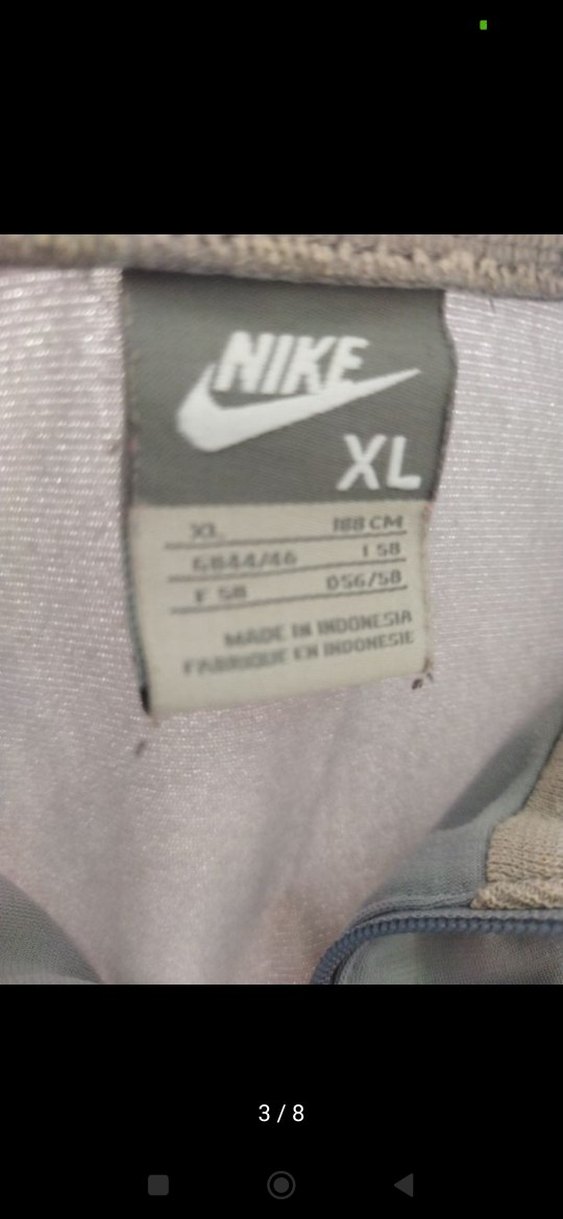 NIKE
XL
XL 188 CM
GB44/46 I 58
F 58 D56/58
MADE IN INDONESIA
FABRIQUE EN INDONESIE
3 / 8